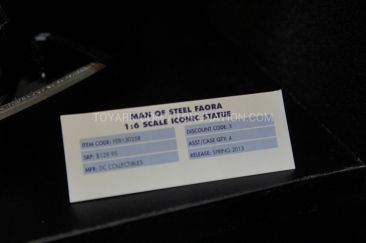 MAN OF STEEL FAORA
1:6 SCALE ICONIC STATUE
ITEM CODE: FEB130258
DISCOUNT CODE: E
SRP: $129.95
ASST/CASE QTY: 4
MFR: DC COLLECTIBLES
RELEASE: SPRING 2013